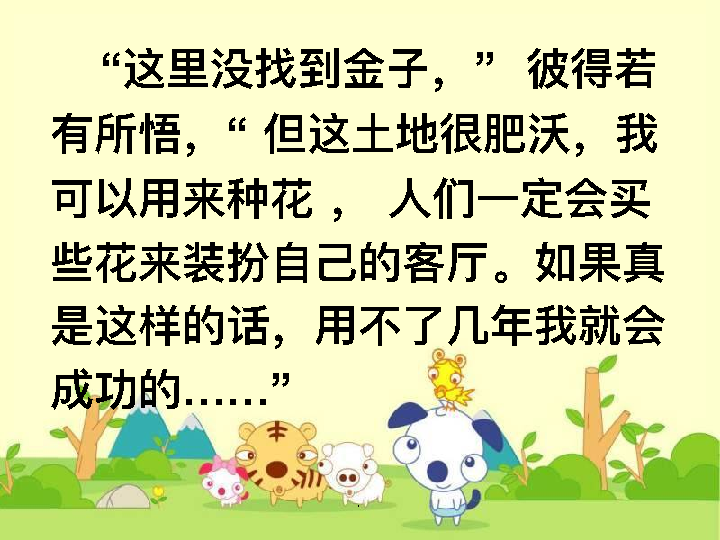 “这里没找到金子，” 彼得若
有所悟，“ 但这土地很肥沃，我
可以用来种花 ， 人们一定会买
些花来装扮自己的客厅。如果真
是这样的话，用不了几年我就会
成功的……”